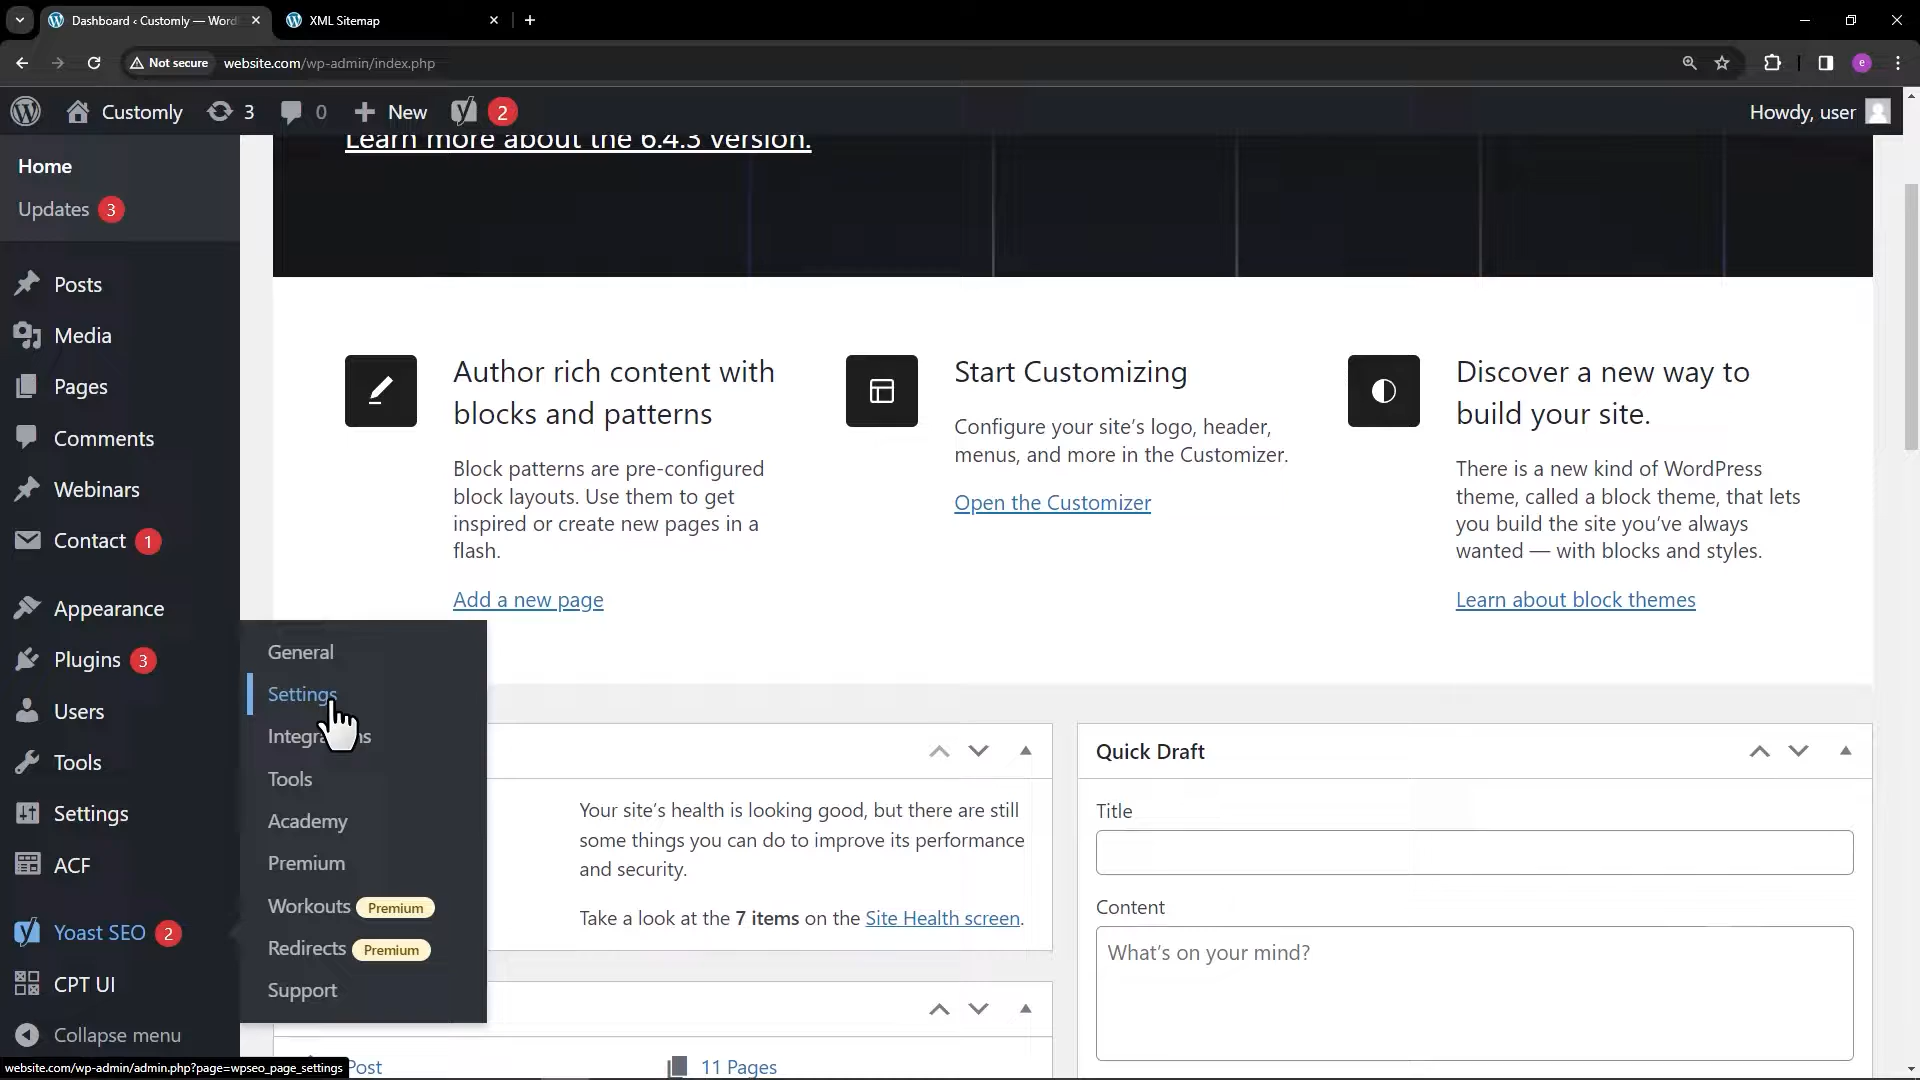 Dashboard ‹ Customly — Word
XML Sitemap
Not secure
website.com/wp-admin/index.php
e
Customly
3
0
New
2
Howdy, user
Home
Updates 3
Posts
Media
Pages
Comments
Webinars
Contact 1
Appearance
Plugins 3
Users
Tools
Settings
ACF
Yoast SEO 2
CPT UI
Collapse menu
General
Settings
Tools
Academy
Premium
Workouts Premium
Redirects Premium
Support
Learn more about the 6.4.3 version.
Author rich content with
blocks and patterns
Block patterns are pre-configured
block layouts. Use them to get
inspired or create new pages in a
flash.
Add a new page
Start Customizing
Configure your site's logo, header,
menus, and more in the Customizer.
Open the Customizer
Discover a new way to
build your site.
There is a new kind of WordPress
theme, called a block theme, that lets
you build the site you've always
wanted — with blocks and styles.
Learn about block themes
Your site's health is looking good, but there are still
some things you can do to improve its performance
and security.
Take a look at the 7 items on the Site Health screen.
Post
11 Pages
Quick Draft
Title
Content
What's on your mind?
website.com/wp-admin/admin.php?page=wpseo_page_settings